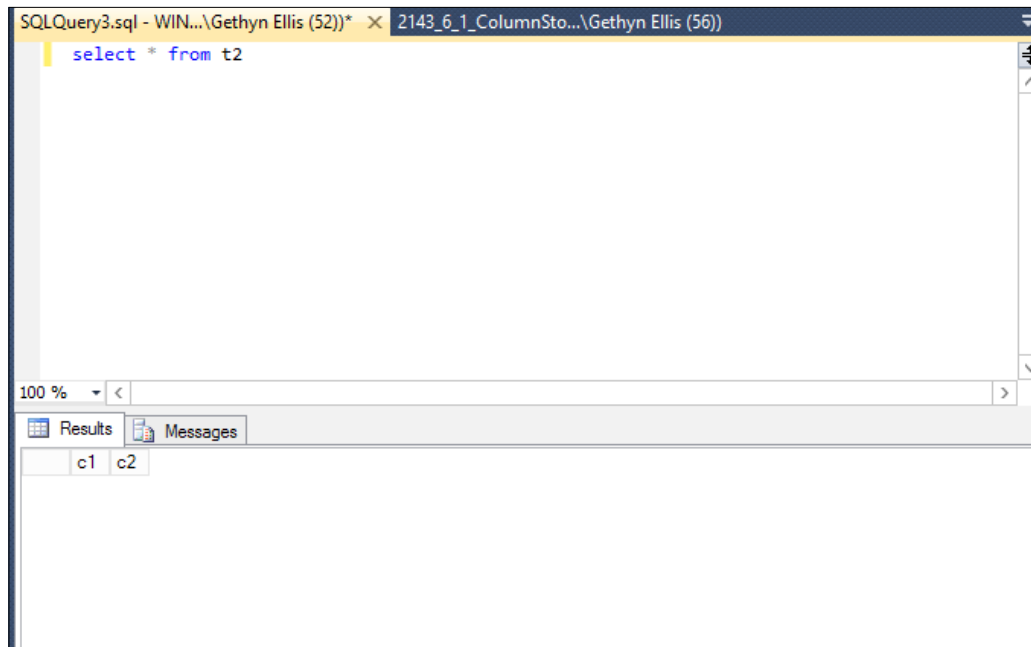 SQLQuery3.sql - WIN...\Gethyn Ellis (52))* 2143_6_1_ColumnSto...\Gethyn Ellis (56))
select * from t2
100 %
Results Messages
c1 c2